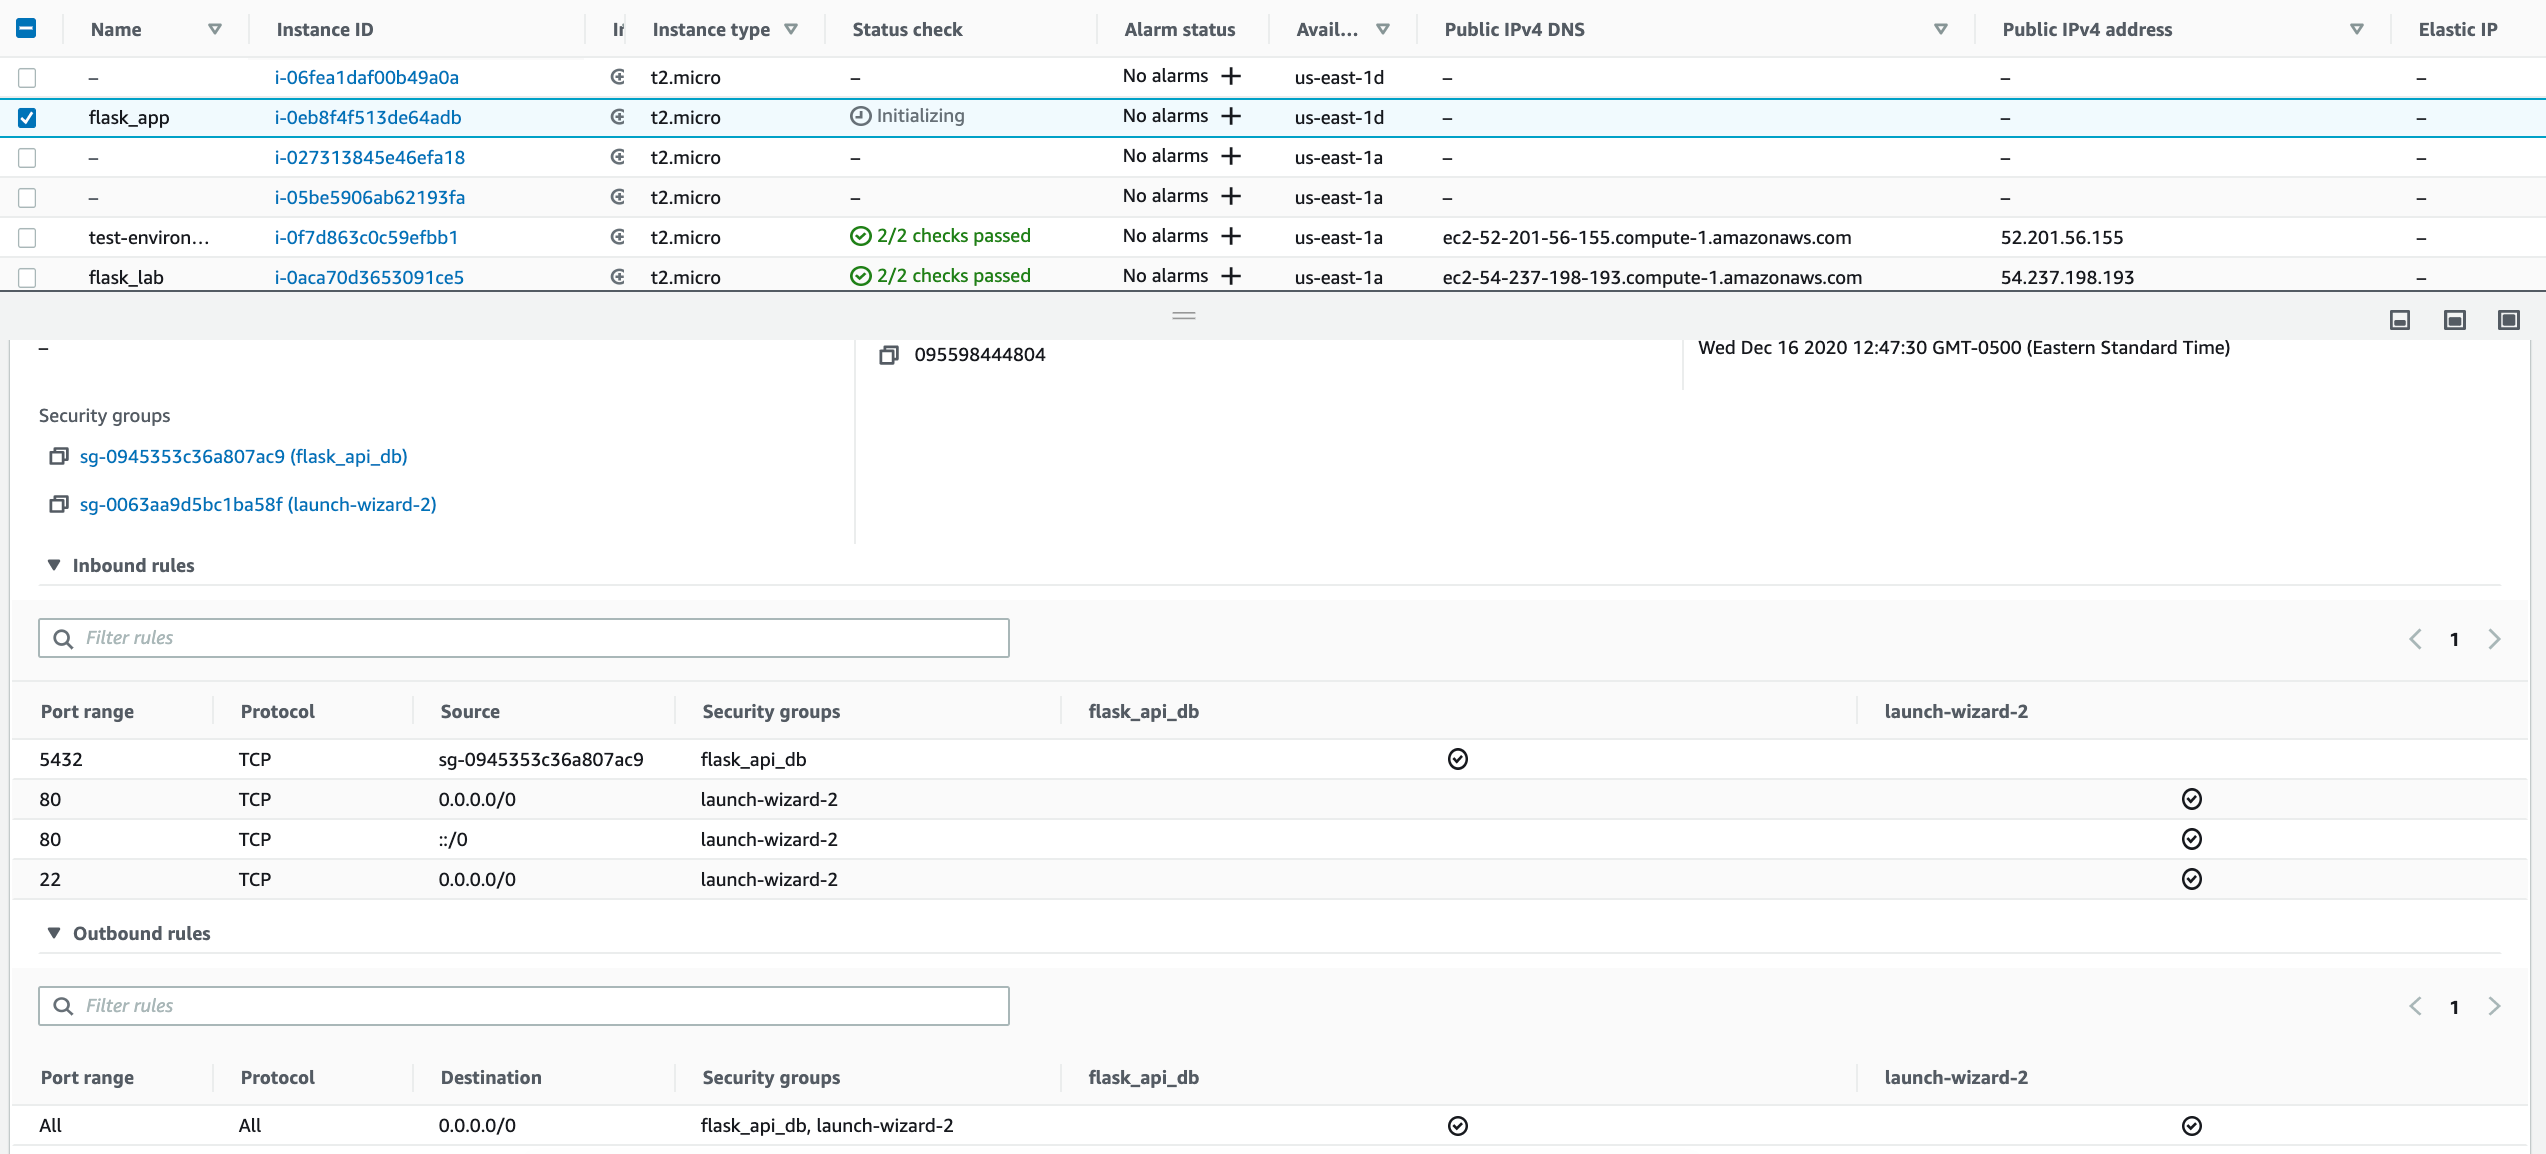 Name Instance ID Instance type Status check Alarm status Avail... Public IPv4 DNS Public IPv4 address Elastic IP
– i-06fea1daf00b49a0a t2.micro – No alarms us-east-1d – – –
flask_app i-0eb8f4f513de64adb t2.micro Initializing No alarms us-east-1d – – –
– i-027313845e46efa18 t2.micro – No alarms us-east-1a – – –
– i-05be5906ab62193fa t2.micro – No alarms us-east-1a – – –
test-environ... i-0f7d863c0c59efbb1 t2.micro 2/2 checks passed No alarms us-east-1a ec2-52-201-56-155.compute-1.amazonaws.com 52.201.56.155 –
flask_lab i-0aca70d3653091ce5 t2.micro 2/2 checks passed No alarms us-east-1a ec2-54-237-198-193.compute-1.amazonaws.com 54.237.198.193 –
– 095598444804 Wed Dec 16 2020 12:47:30 GMT-0500 (Eastern Standard Time)
Security groups
sg-0945353c36a807ac9 (flask_api_db)
sg-0063aa9d5bc1ba58f (launch-wizard-2)
Inbound rules
Filter rules 1
Port range Protocol Source Security groups flask_api_db launch-wizard-2
5432 TCP sg-0945353c36a807ac9 flask_api_db
80 TCP 0.0.0.0/0 launch-wizard-2
80 TCP ::/0 launch-wizard-2
22 TCP 0.0.0.0/0 launch-wizard-2
Outbound rules
Filter rules 1
Port range Protocol Destination Security groups flask_api_db launch-wizard-2
All All 0.0.0.0/0 flask_api_db, launch-wizard-2